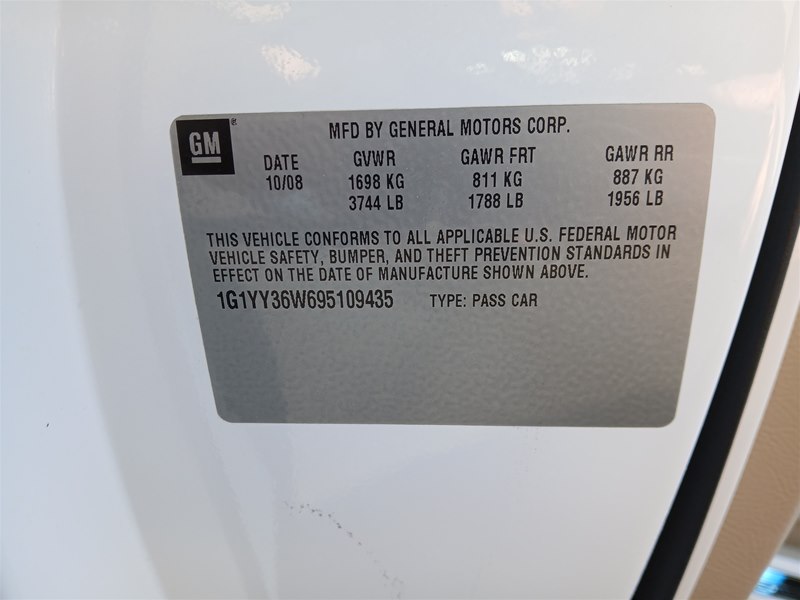 GM
MFD BY GENERAL MOTORS CORP.
DATE GVWR GAWR FRT GAWR RR
10/08 1698 KG 811 KG 887 KG
3744 LB 1788 LB 1956 LB
THIS VEHICLE CONFORMS TO ALL APPLICABLE U.S. FEDERAL MOTOR
VEHICLE SAFETY, BUMPER, AND THEFT PREVENTION STANDARDS IN
EFFECT ON THE DATE OF MANUFACTURE SHOWN ABOVE.
1G1YY36W695109435 TYPE: PASS CAR